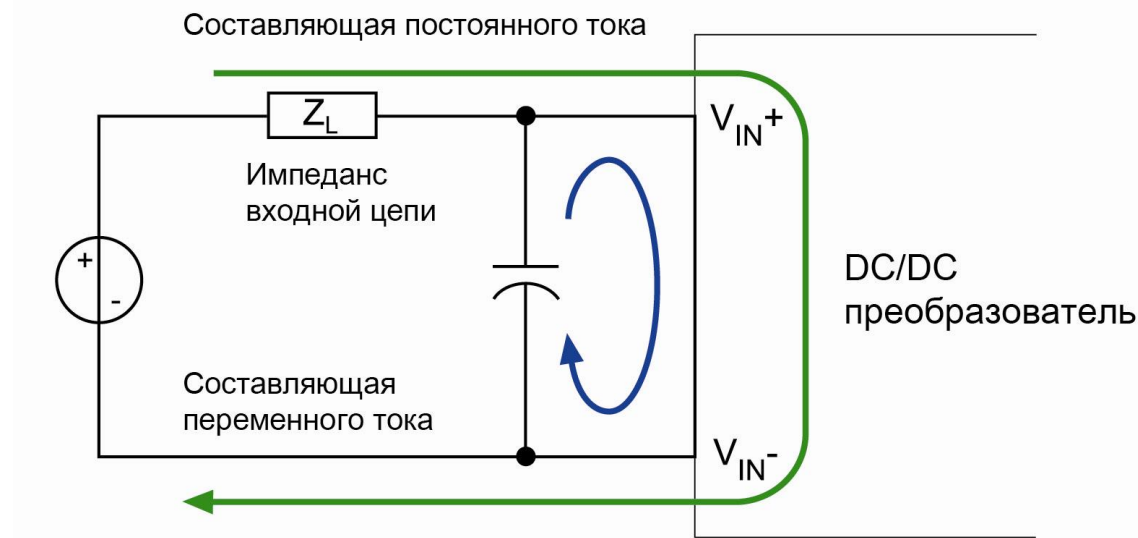 Составляющая постоянного тока
Z_L
V_IN+
Импеданс
входной цепи
+
-
DC/DC
преобразователь
Составляющая
переменного тока
V_IN-